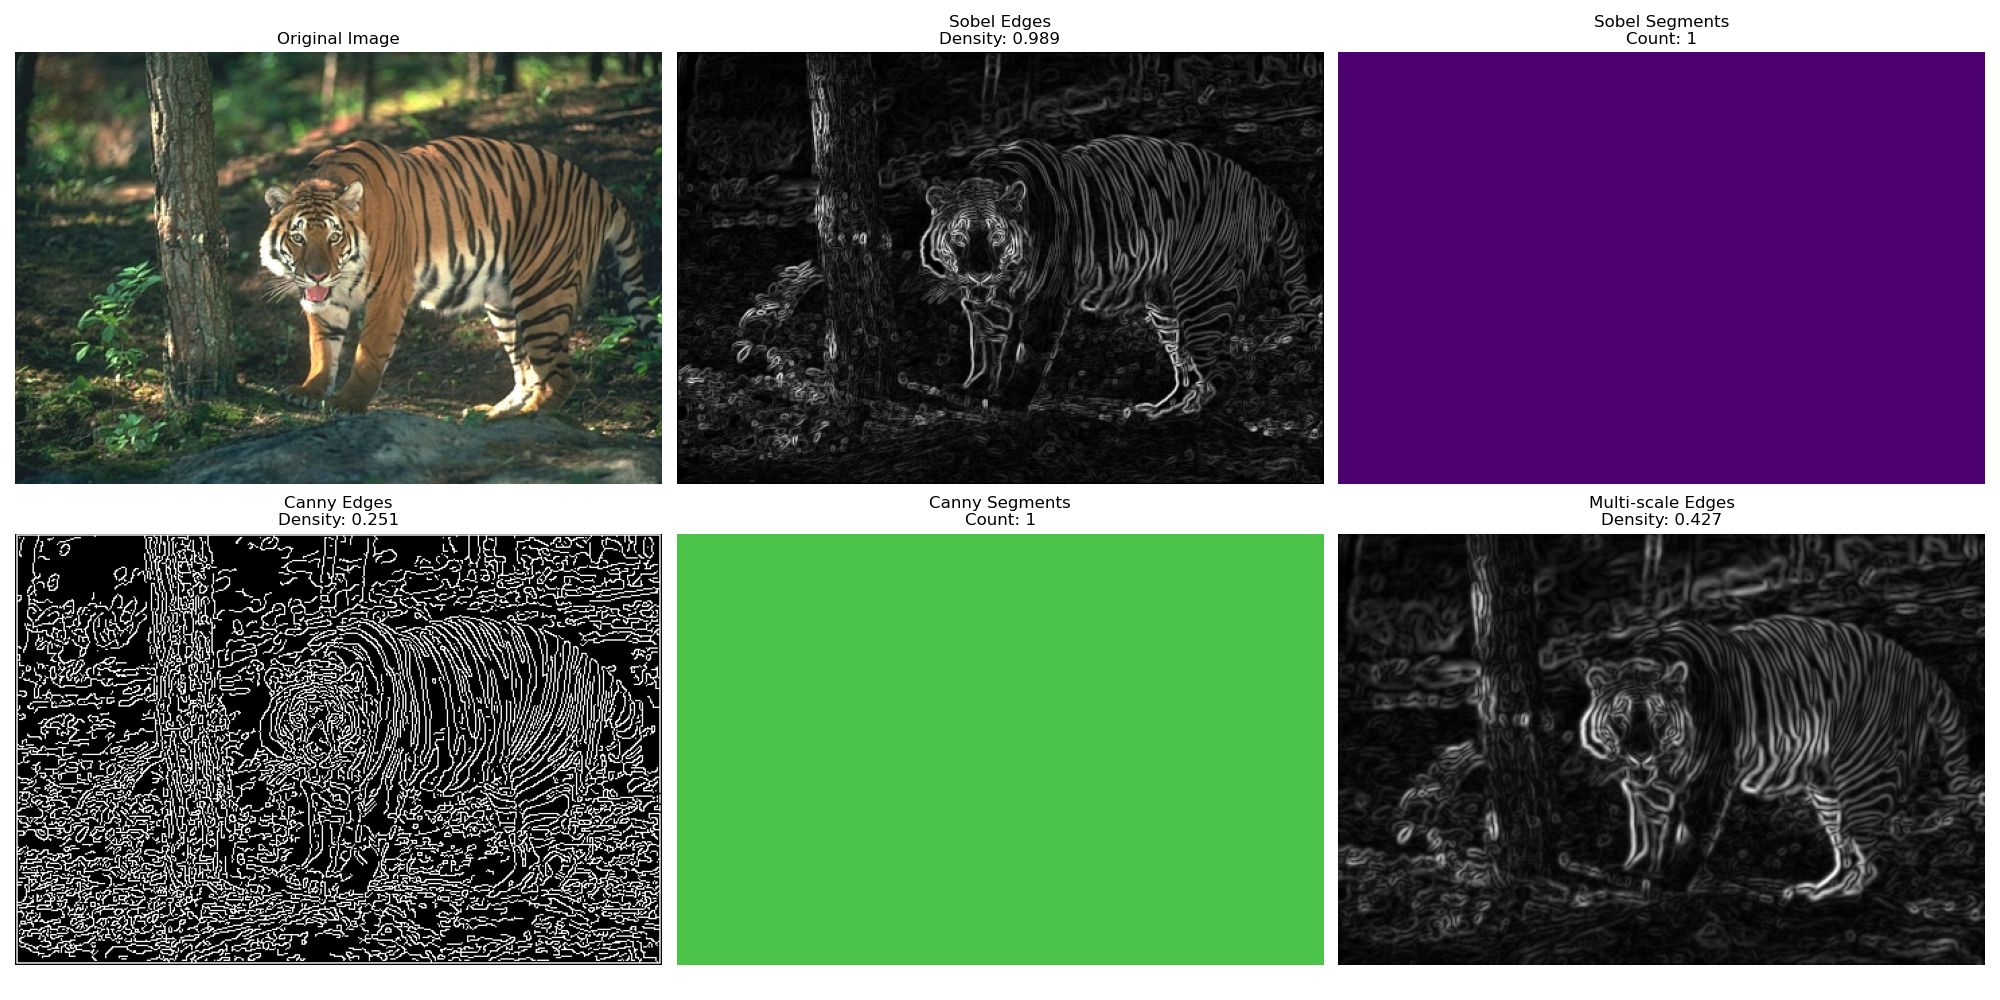 Original Image
Sobel Edges
Density: 0.989
Sobel Segments
Count: 1
Canny Edges
Density: 0.251
Canny Segments
Count: 1
Multi-scale Edges
Density: 0.427